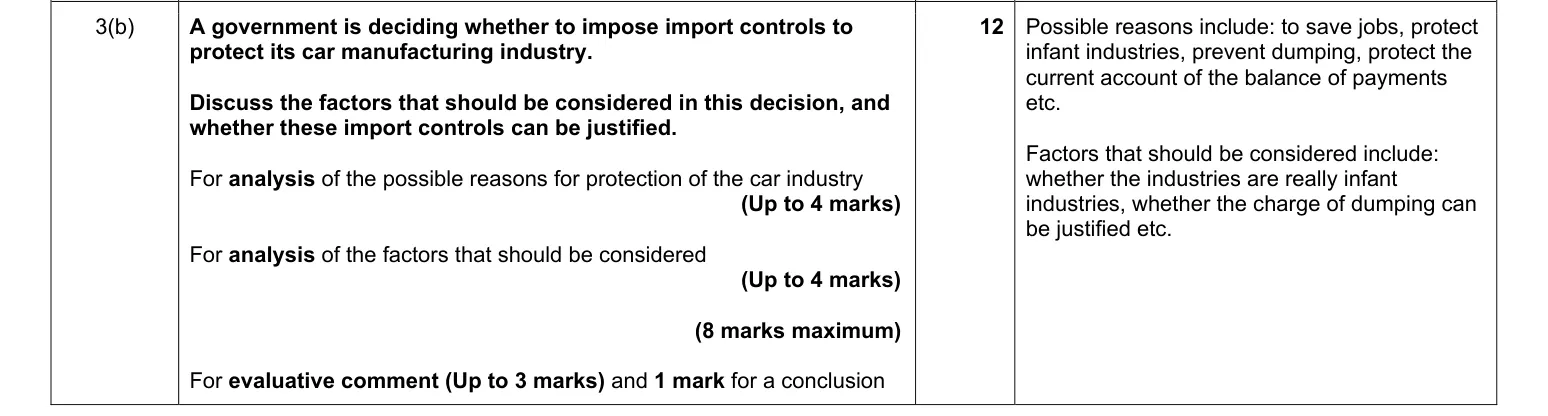 3(b)
A government is deciding whether to impose import controls to
protect its car manufacturing industry.
Discuss the factors that should be considered in this decision, and
whether these import controls can be justified.
For analysis of the possible reasons for protection of the car industry
(Up to 4 marks)
For analysis of the factors that should be considered
(Up to 4 marks)
(8 marks maximum)
For evaluative comment (Up to 3 marks) and 1 mark for a conclusion
12
Possible reasons include: to save jobs, protect
infant industries, prevent dumping, protect the
current account of the balance of payments
etc.
Factors that should be considered include:
whether the industries are really infant
industries, whether the charge of dumping can
be justified etc.